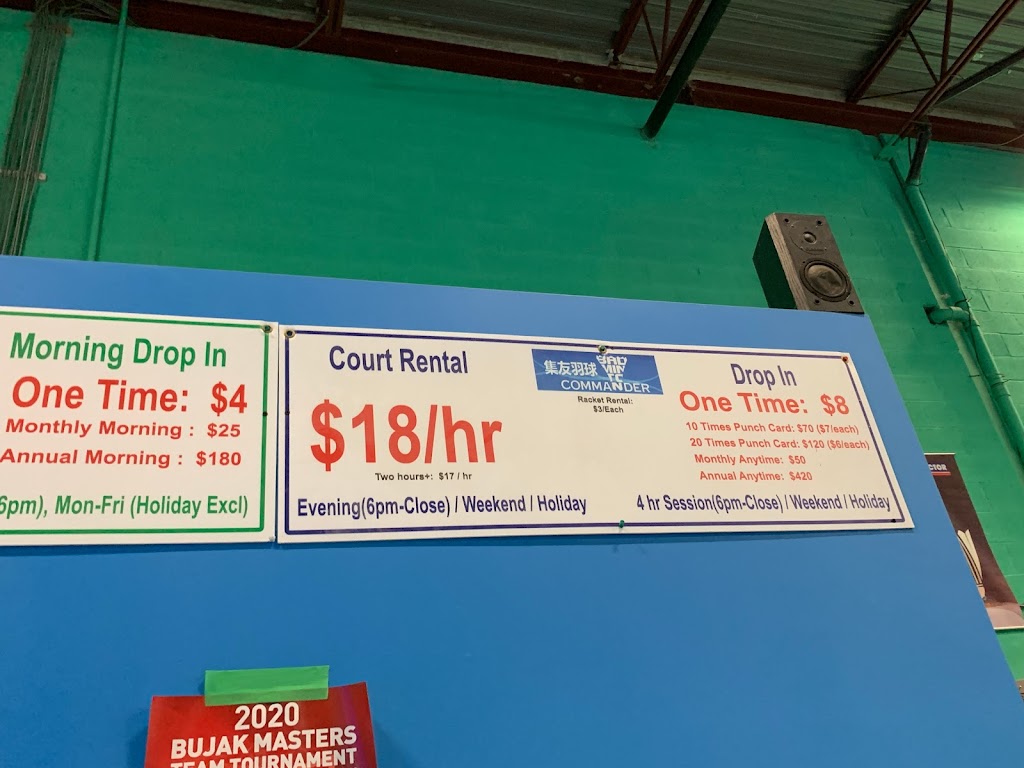 Morning Drop In
One Time: $4
Monthly Morning : $25
Annual Morning : $180
6pm), Mon-Fri (Holiday Excl)
Court Rental
$18/hr
Two hours+: $17 / hr
Evening(6pm-Close) / Weekend / Holiday
集友羽球 BAD
MIN
TO
COMMANDER
Racket Rental:
$3/Each
Drop In
One Time: $8
10 Times Punch Card: $70 ($7/each)
20 Times Punch Card: $120 ($6/each)
Monthly Anytime: $50
Annual Anytime: $420
4 hr Session(6pm-Close) / Weekend / Holiday
CTOR
2020
BUJAK MASTERS
TEAM TOURNAMENT